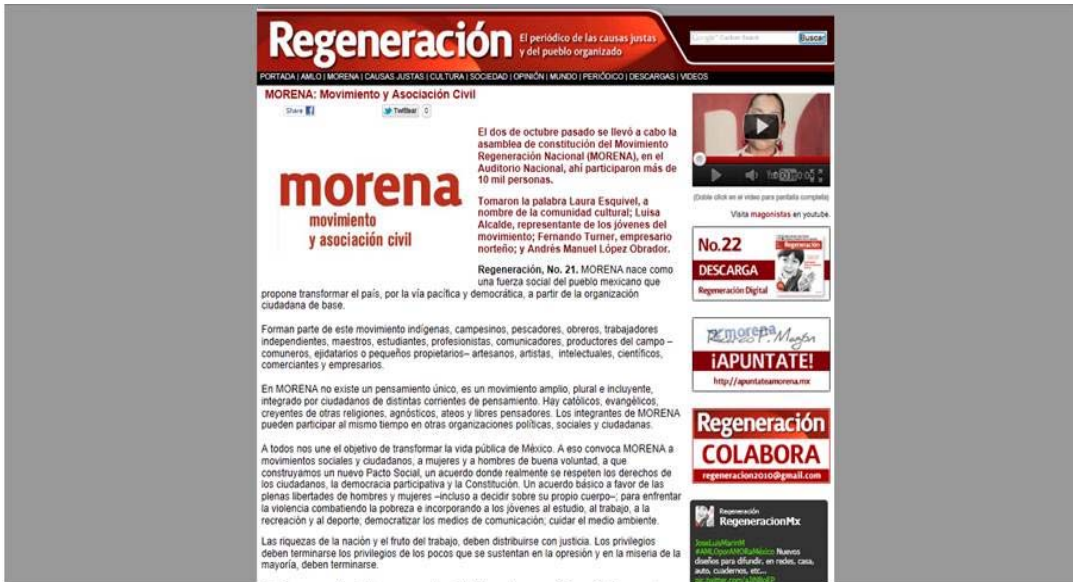 Regeneración
El periódico de las causas justas
y del pueblo organizado
Buscar
PORTADA | AMLO | MORENA | CAUSAS JUSTAS | CULTURA | SOCIEDAD | OPINIÓN | MUNDO | PERIÓDICO | DESCARGAS | VIDEOS
MORENA: Movimiento y Asociación Civil
Share
Twittear 0
morena
movimiento
y asociación civil
El dos de octubre pasado se llevó a cabo la
asamblea de constitución del Movimiento
Regeneración Nacional (MORENA), en el
Auditorio Nacional, ahí participaron más de
10 mil personas.
Tomaron la palabra Laura Esquivel, a
nombre de la comunidad cultural; Luisa
Alcalde, representante de los jóvenes del
movimiento; Fernando Turner, empresario
norteño; y Andrés Manuel López Obrador.
Regeneración, No. 21. MORENA nace como
una fuerza social del pueblo mexicano que
propone transformar el país, por la vía pacífica y democrática, a partir de la organización
ciudadana de base.
Forman parte de este movimiento indígenas, campesinos, pescadores, obreros, trabajadores
independientes, maestros, estudiantes, profesionistas, comunicadores, productores del campo –
comuneros, ejidatarios o pequeños propietarios– artesanos, artistas, intelectuales, científicos,
comerciantes y empresarios.
En MORENA no existe un pensamiento único, es un movimiento amplio, plural e incluyente,
integrado por ciudadanos de distintas corrientes de pensamiento. Hay católicos, evangélicos,
creyentes de otras religiones, agnósticos, ateos y libres pensadores. Los integrantes de MORENA
pueden participar al mismo tiempo en otras organizaciones políticas, sociales y ciudadanas.
A todos nos une el objetivo de transformar la vida pública de México. A eso convoca MORENA a
movimientos sociales y ciudadanos, a mujeres y a hombres de buena voluntad, a que
construyamos un nuevo Pacto Social, un acuerdo donde realmente se respeten los derechos de
los ciudadanos, la democracia participativa y la Constitución. Un acuerdo básico a favor de las
plenas libertades de hombres y mujeres –incluso a decidir sobre su propio cuerpo–; para enfrentar
la violencia combatiendo la pobreza e incorporando a los jóvenes al estudio, al trabajo, a la
recreación y al deporte; democratizar los medios de comunicación; cuidar el medio ambiente.
Las riquezas de la nación y el fruto del trabajo, deben distribuirse con justicia. Los privilegios
deben terminarse los privilegios de los pocos que se sustentan en la opresión y en la miseria de la
mayoría, deben terminarse.
(Doble click en el video para pantalla completa)
Visita magonistas en youtube.
No.22
DESCARGA
Regeneración Digital
Regeneración
morena
¡APUNTATE!
http://apuntateamorena.mx
Regeneración
COLABORA
regeneracion2010@gmail.com
Regeneración
RegeneracionMx
JoseLuisMarinM
#AMLOporAMORaMéxico Nuevos
diseños para difundir, en redes, casa,
auto, cuadernos, etc...